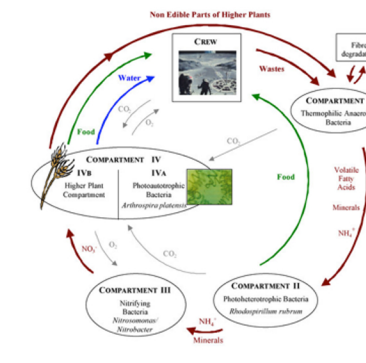 Non Edible Parts of Higher Plants
CREW
Fibre
degradat
Water
Wastes
CO₂
O₂
COMPARTMENT
Thermophilic Anaero
Bacteria
Food
CO₂
COMPARTMENT IV
IVB
Higher Plant
Compartment
IVA
Photoautotrophic
Bacteria
Arthrospira platensis
Food
Volatile
Fatty
Acids
Minerals
NH₄⁺
NO₃⁻
O₂
CO₂
COMPARTMENT III
Nitrifying
Bacteria
Nitrosomonas/
Nitrobacter
COMPARTMENT II
Photoheterotrophic Bacteria
Rhodospirillum rubrum
NH₄⁺
Minerals